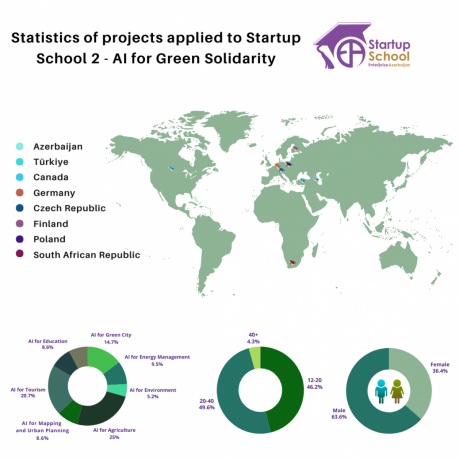 Statistics of projects applied to Startup
School 2 - AI for Green Solidarity
Startup
School
Enterprise Azerbaijan
Azerbaijan
Türkiye
Canada
Germany
Czech Republic
Finland
Poland
South African Republic
AI for Education
8.6%
AI for Green City
14.7%
AI for Energy Management
9.5%
AI for Environment
5.2%
AI for Agriculture
25%
AI for Mapping
and Urban Planning
8.6%
AI for Tourism
20.7%
40+
4.3%
12-20
46.2%
20-40
49.6%
Female
36.4%
Male
63.6%